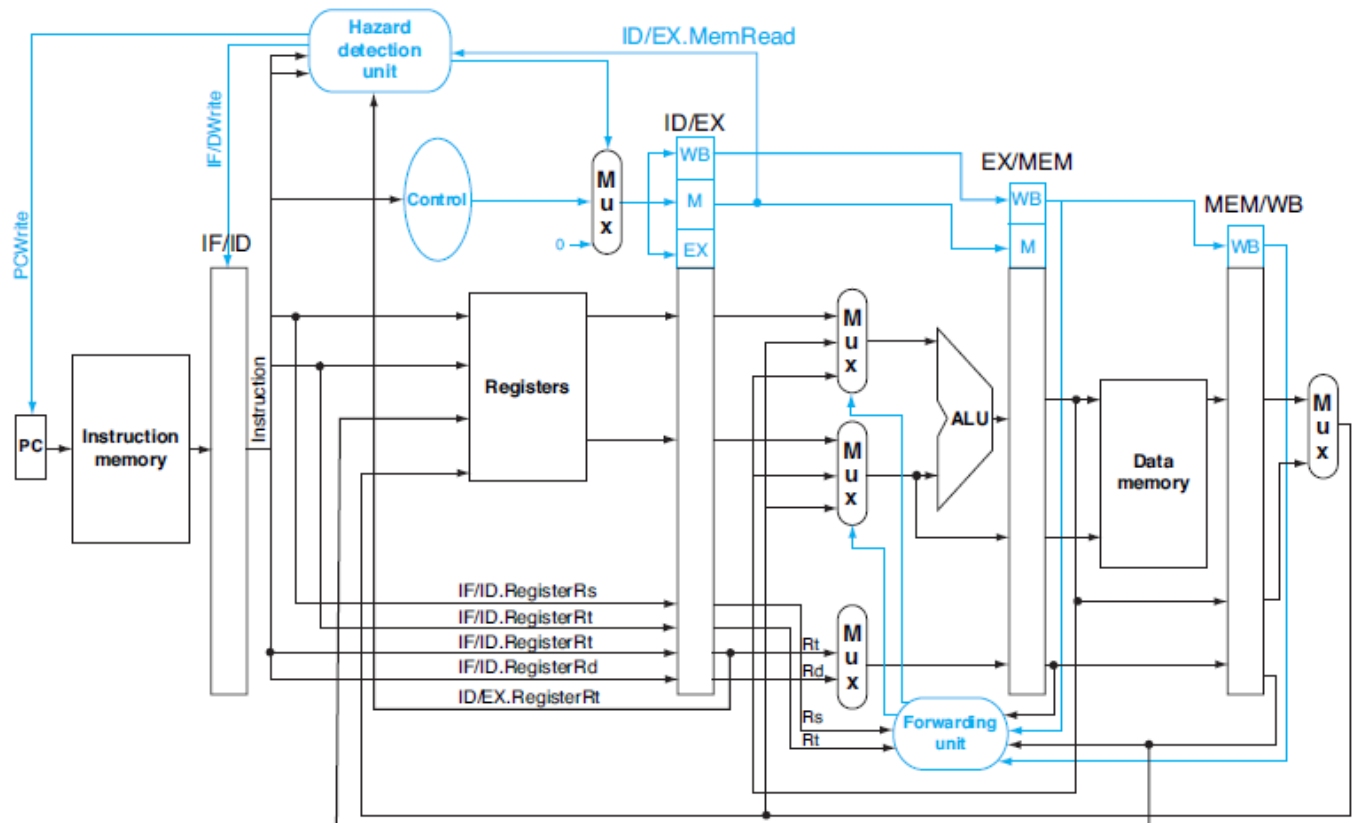 Hazard
detection
unit
ID/EX.MemRead
PCWrite
IF/DWrite
ID/EX
WB
M
EX
Control
0
M
u
x
EX/MEM
WB
M
MEM/WB
WB
IF/ID
PC
Instruction
memory
Instruction
Registers
M
u
x
M
u
x
ALU
Data
memory
M
u
x
IF/ID.RegisterRs
IF/ID.RegisterRt
IF/ID.RegisterRt
IF/ID.RegisterRd
ID/EX.RegisterRt
Rt
Rd
M
u
x
Rs
Rt
Forwarding
unit